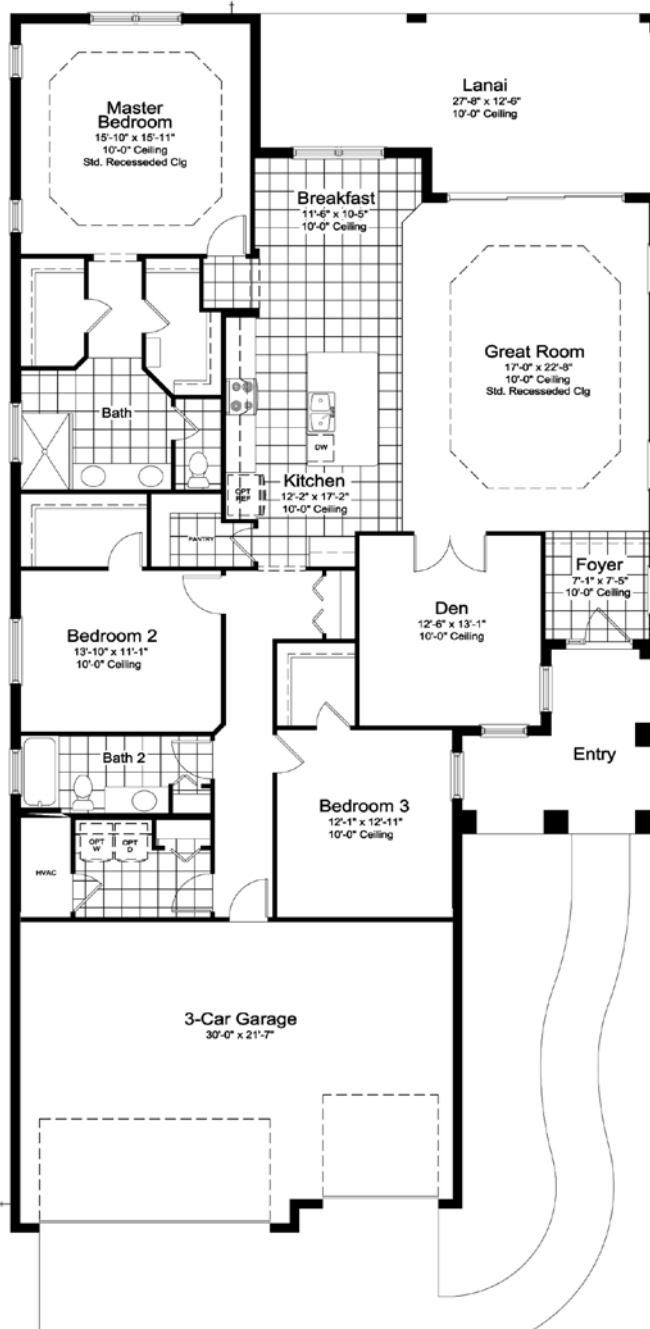 Lanai
27'-8" x 12'-6"
10'-0" Ceiling
Master
Bedroom
15'-10" x 15'-11"
10'-0" Ceiling
Std. Recesseded Clg
Breakfast
11'-6" x 10-5"
10'-0" Ceiling
Great Room
17'-0" x 22'-8"
10'-0" Ceiling
Std. Recesseded Clg
Bath
DW
Kitchen
12'-2" x 17'-2"
10'-0" Ceiling
OPT
REF
PANTRY
Foyer
7'-1" x 7'-5"
10'-0" Ceiling
Den
12'-6" x 13'-1"
10'-0" Ceiling
Bedroom 2
13'-10" x 11'-1"
10'-0" Ceiling
Bath 2
Entry
Bedroom 3
12'-1" x 12'-11"
10'-0" Ceiling
OPT
W
OPT
D
HVAC
3-Car Garage
30'-0" x 21'-7"